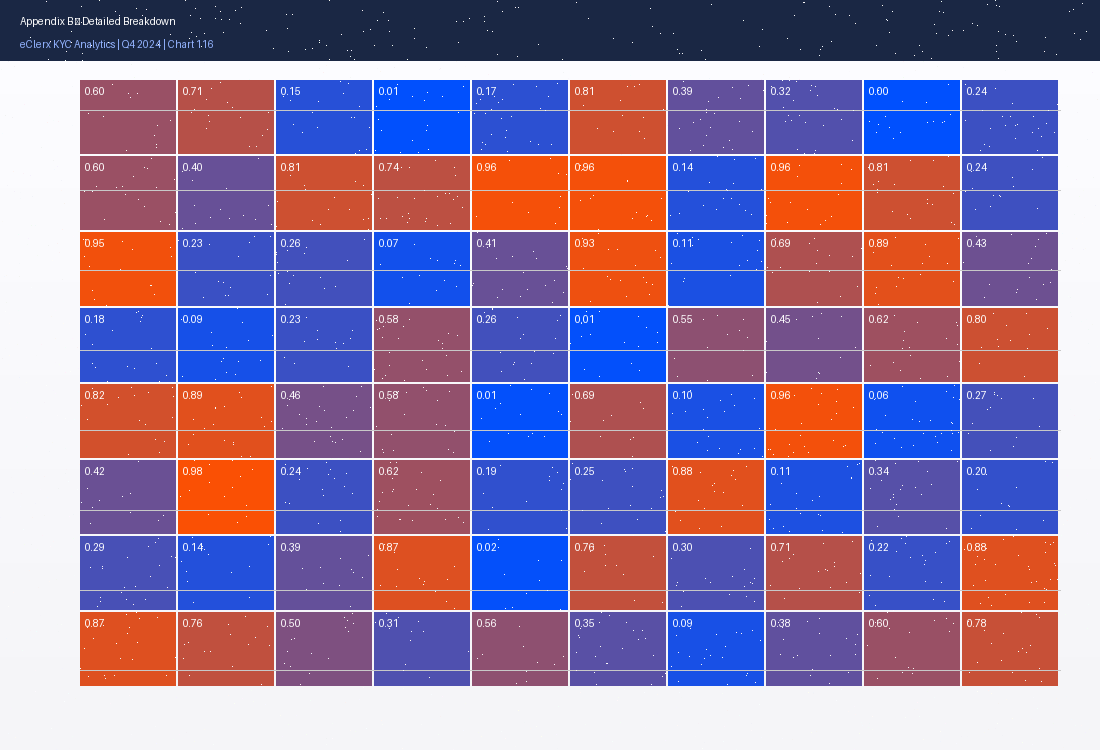 Appendix B Detailed Breakdown
eClerx KYC Analytics | Q4 2024 | Chart 1.16
0.60 0.71 0.15 0.01 0.17 0.81 0.39 0.32 0.00 0.24
0.60 0.40 0.81 0.74 0.96 0.96 0.14 0.96 0.81 0.24
0.95 0.23 0.26 0.07 0.41 0.93 0.11 0.69 0.89 0.43
0.18 0.09 0.23 0.58 0.26 0.01 0.55 0.45 0.62 0.80
0.82 0.89 0.46 0.58 0.01 0.69 0.10 0.96 0.06 0.27
0.42 0.98 0.24 0.62 0.19 0.25 0.88 0.11 0.34 0.20
0.29 0.14 0.39 0.87 0.02 0.76 0.30 0.71 0.22 0.88
0.87 0.76 0.50 0.31 0.56 0.35 0.09 0.38 0.60 0.78